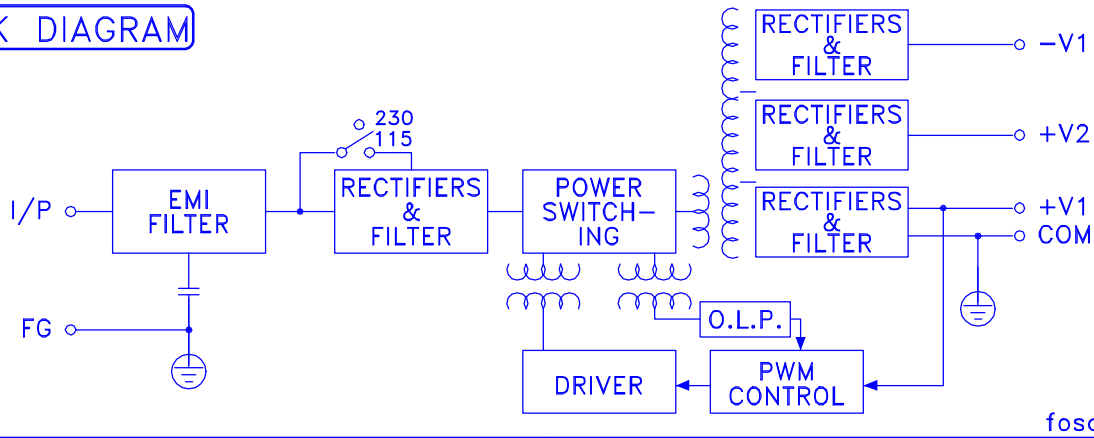 K DIAGRAM
RECTIFIERS
&
FILTER
-V1
RECTIFIERS
&
FILTER
+V2
230
115
I/P
EMI
FILTER
RECTIFIERS
&
FILTER
POWER
SWITCH-
ING
RECTIFIERS
&
FILTER
+V1
COM
FG
O.L.P.
DRIVER
PWM
CONTROL
fosc